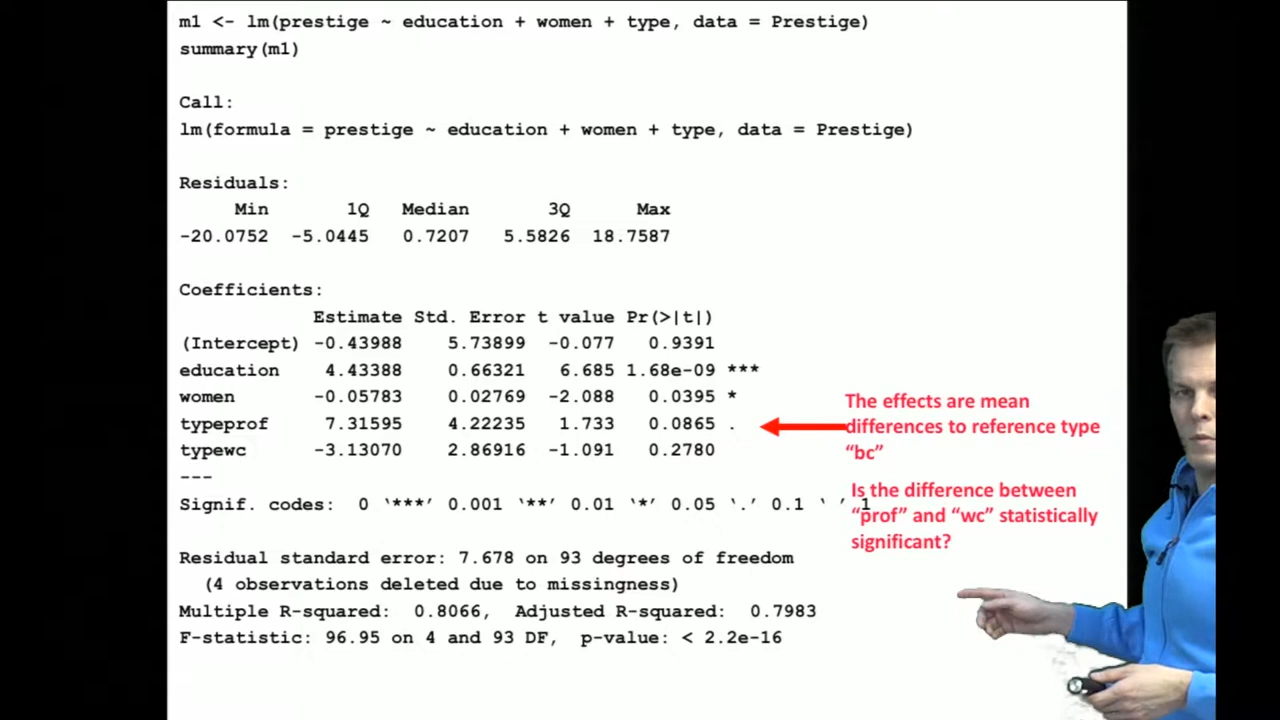 m1 <- lm(prestige ~ education + women + type, data = Prestige)
summary(m1)
Call:
lm(formula = prestige ~ education + women + type, data = Prestige)
Residuals:
Min 1Q Median 3Q Max
-20.0752 -5.0445 0.7207 5.5826 18.7587
Coefficients:
Estimate Std. Error t value Pr(>|t|)
(Intercept) -0.43988 5.73899 -0.077 0.9391
education 4.43388 0.66321 6.685 1.68e-09 ***
women -0.05783 0.02769 -2.088 0.0395 *
typeprof 7.31595 4.22235 1.733 0.0865 .
typewc -3.13070 2.86916 -1.091 0.2780
---
Signif. codes: 0 ‘***’ 0.001 ‘**’ 0.01 ‘*’ 0.05 ‘.’ 0.1 ‘ ’ 1
Residual standard error: 7.678 on 93 degrees of freedom
(4 observations deleted due to missingness)
Multiple R-squared: 0.8066, Adjusted R-squared: 0.7983
F-statistic: 96.95 on 4 and 93 DF, p-value: < 2.2e-16
The effects are mean
differences to reference type
“bc”
Is the difference between
“prof” and “wc” statistically
significant?